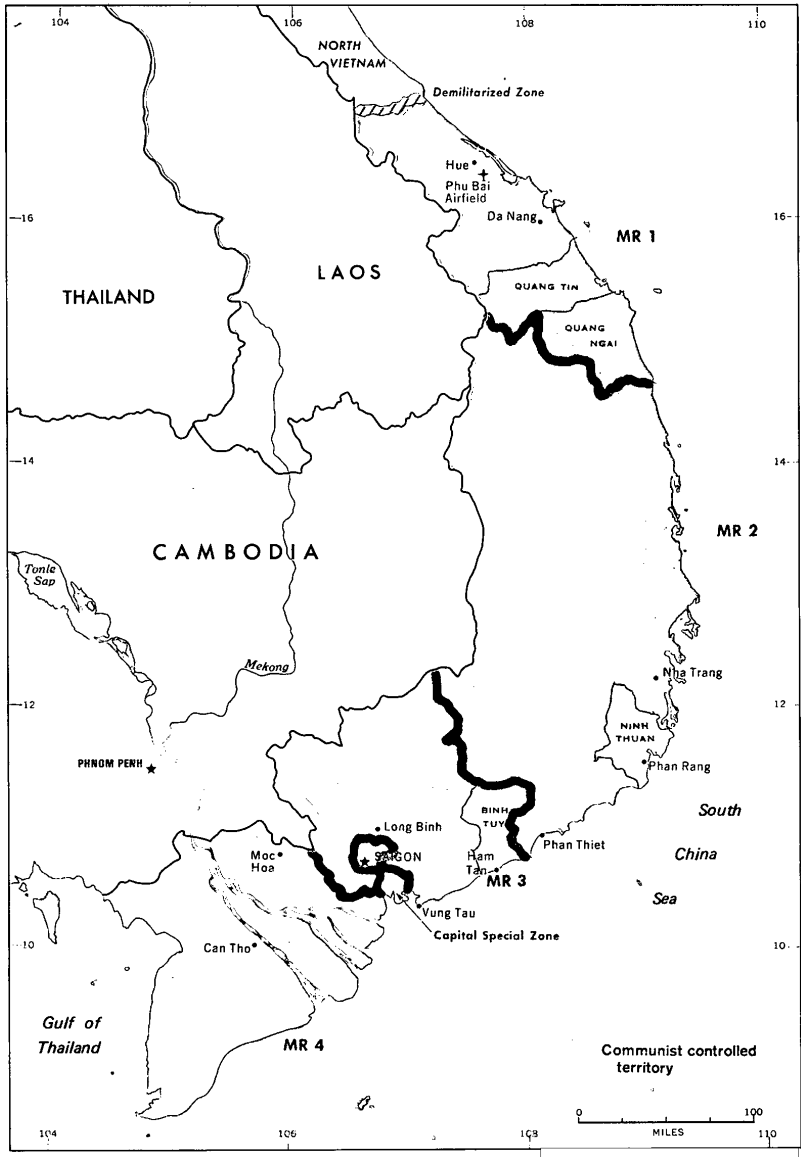 104
106
108
110
NORTH
VIETNAM
Demilitarized Zone
Hue
Phu Bai
Airfield
Da Nang
16
16
MR 1
LAOS
THAILAND
QUANG TIN
QUANG
NGAI
14
14
MR 2
CAMBODIA
Tonle
Sap
Mekong
Nha Trang
12
12
NINH
THUAN
PHNOM PENH
Phan Rang
BINH
TUY
South
China
Sea
Long Binh
Phan Thiet
Moc
Hoa
SAIGON
Ham
Tan
MR 3
Vung Tau
Capital Special Zone
10
10
Can Tho
Gulf of
Thailand
MR 4
Communist controlled
territory
0
100
MILES
104
106
108
110